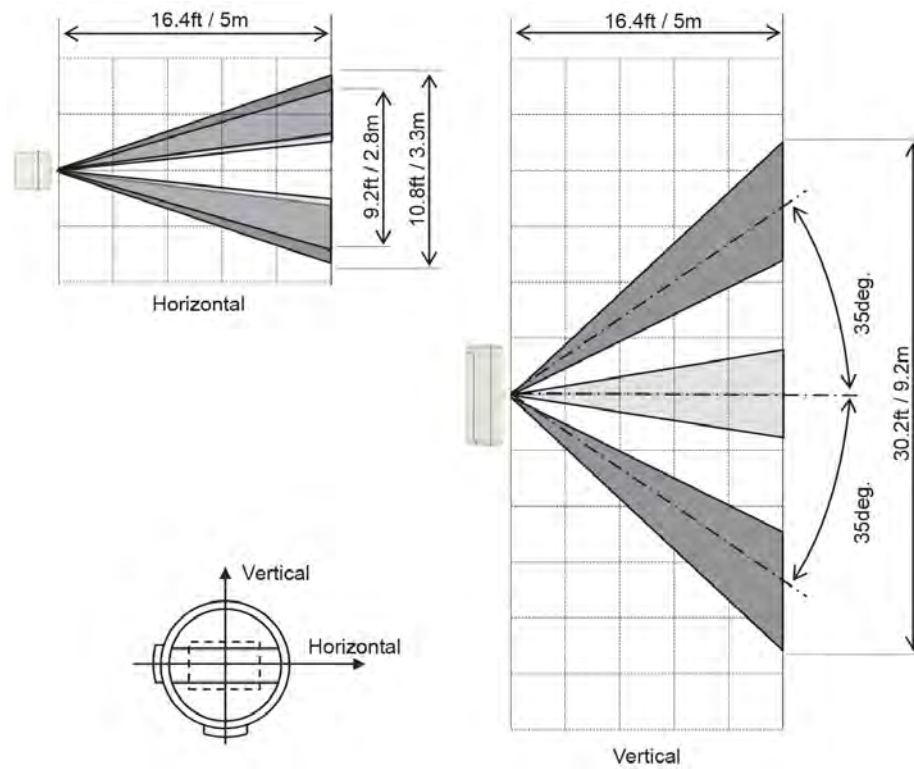 16.4ft / 5m
9.2ft / 2.8m
10.8ft / 3.3m
Horizontal
16.4ft / 5m
35deg.
35deg.
30.2ft / 9.2m
Vertical
Vertical
Horizontal